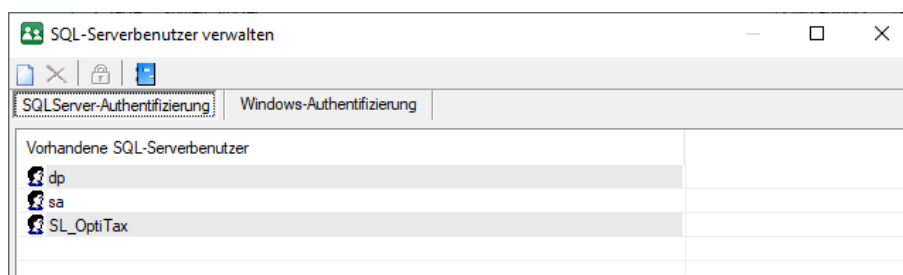 SQL-Serverbenutzer verwalten
SQLServer-Authentifizierung Windows-Authentifizierung
Vorhandene SQL-Serverbenutzer
dp
sa
SL_OptiTax